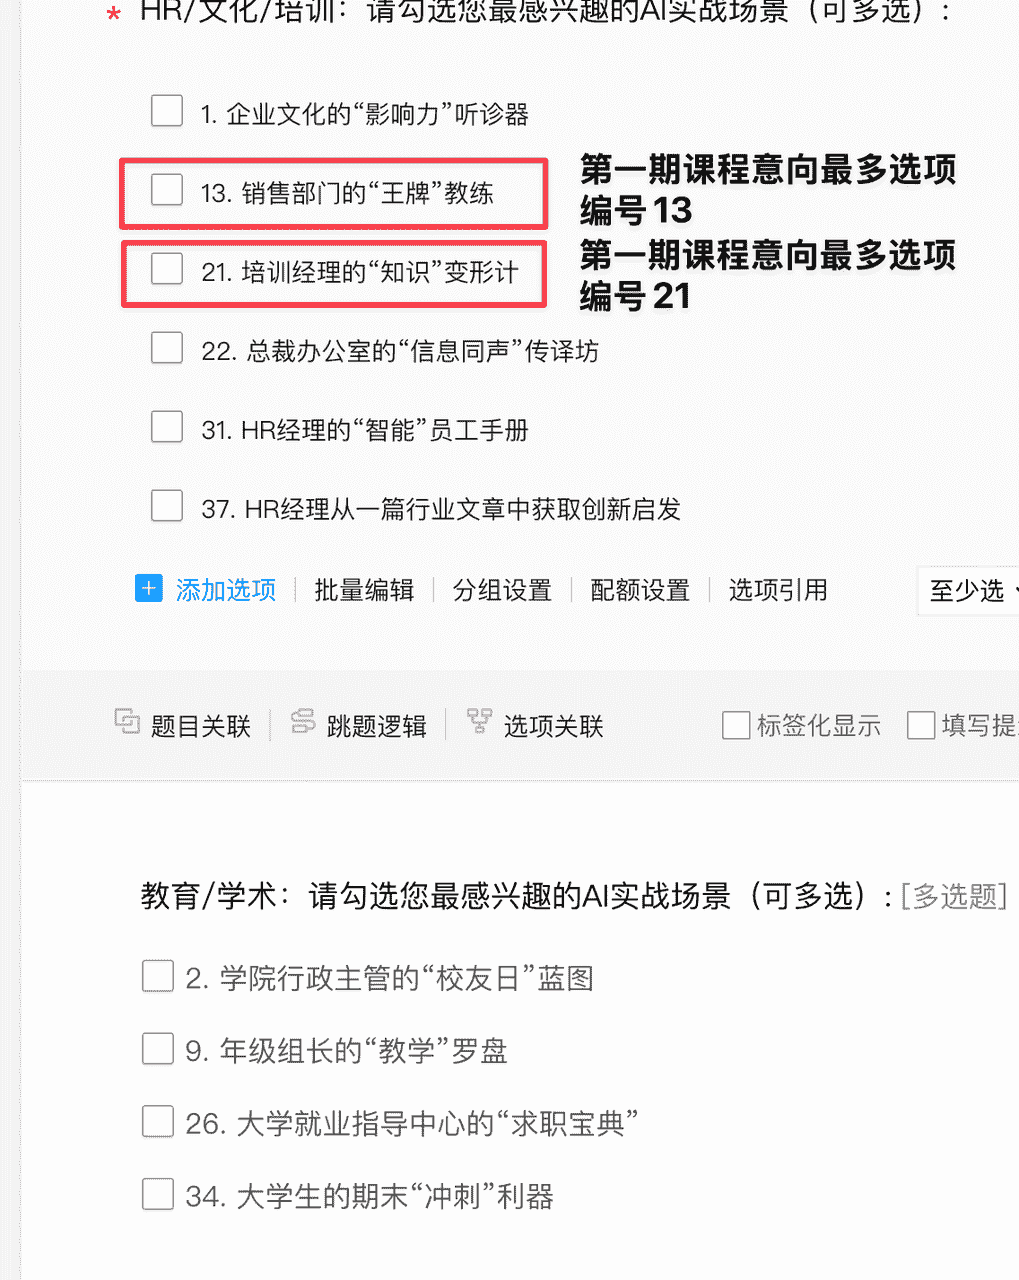 * HR/文化/培训：请勾选您最感兴趣的AI实战场景（可多选）:
1. 企业文化的“影响力”听诊器
13. 销售部门的“王牌”教练
第一期课程意向最多选项
编号13
21. 培训经理的“知识”变形计
第一期课程意向最多选项
编号21
22. 总裁办公室的“信息同声”传译坊
31. HR经理的“智能”员工手册
37. HR经理从一篇行业文章中获取创新启发
添加选项 批量编辑 分组设置 配额设置 选项引用 至少选
题目关联 跳题逻辑 选项关联 标签化显示 填写提
教育/学术：请勾选您最感兴趣的AI实战场景（可多选）: [多选题]
2. 学院行政主管的“校友日”蓝图
9. 年级组长的“教学”罗盘
26. 大学就业指导中心的“求职宝典”
34. 大学生的期末“冲刺”利器